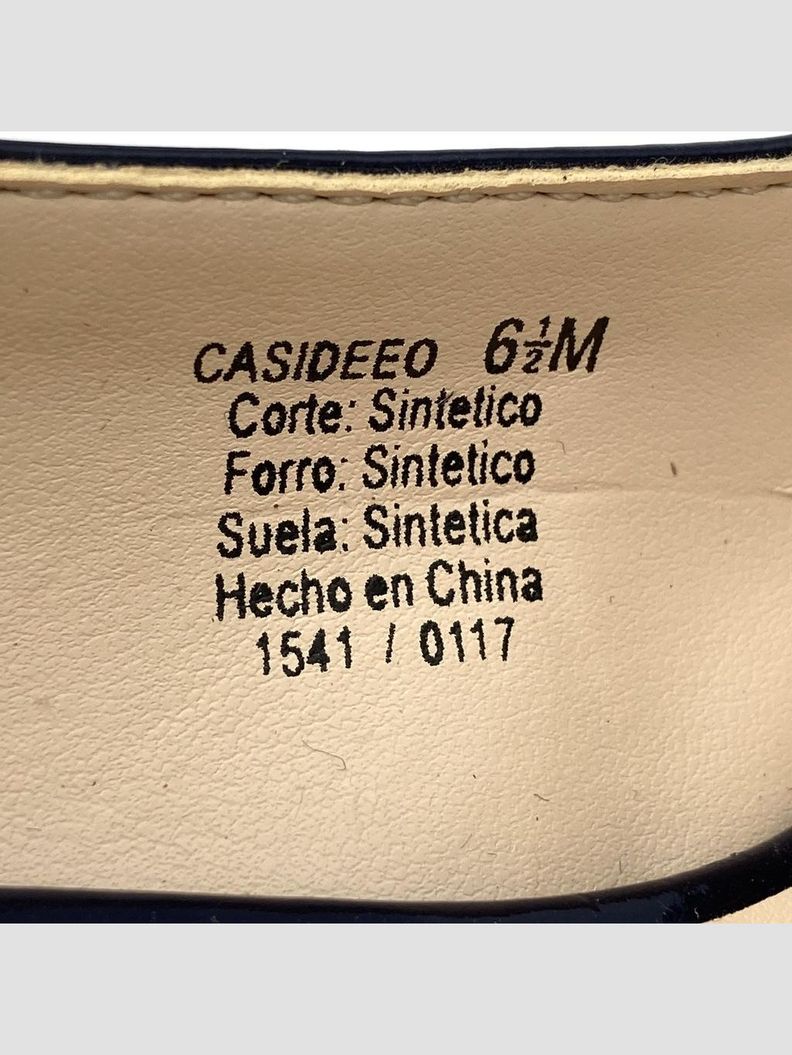 CASIDEEO 6½M
Corte: Sintetico
Forro: Sintetico
Suela: Sintetica
Hecho en China
1541 / 0117